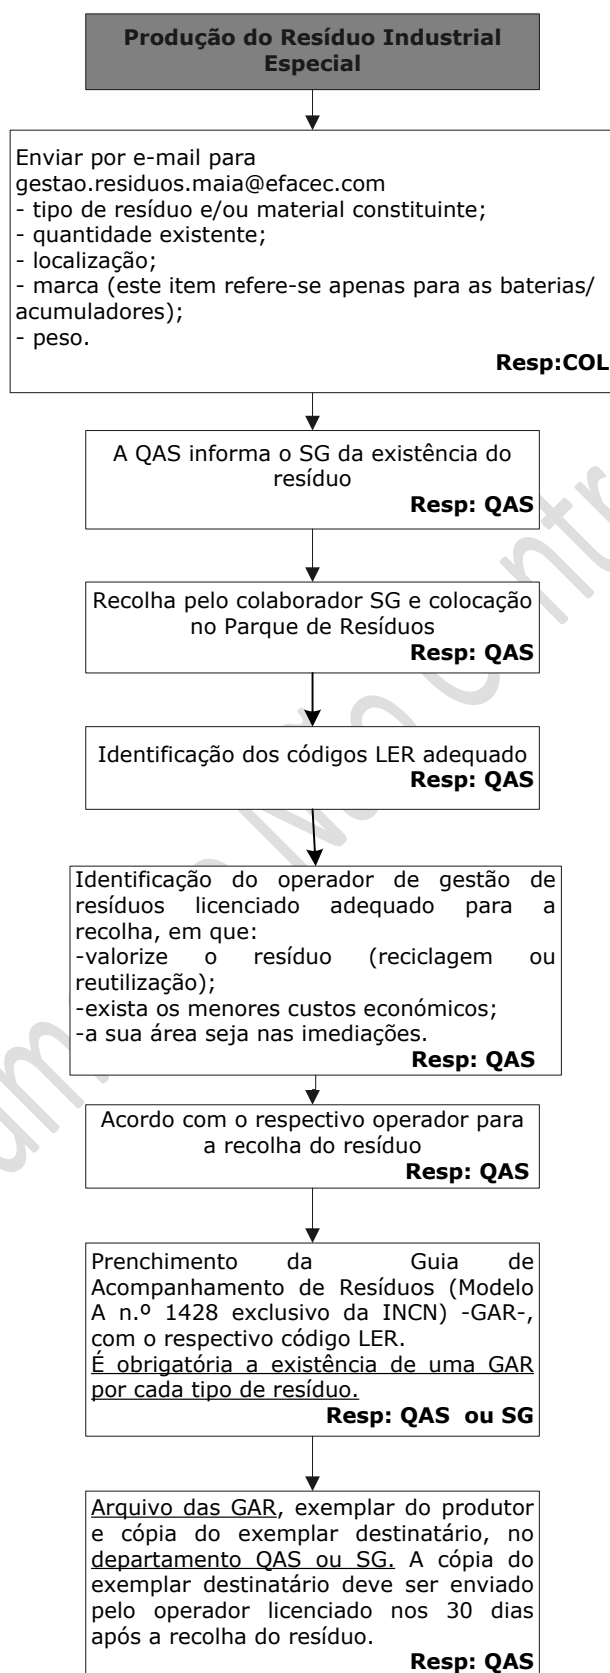 Produção do Resíduo Industrial
Especial
Enviar por e-mail para
gestao.residuos.maia@efacec.com
- tipo de resíduo e/ou material constituinte;
- quantidade existente;
- localização;
- marca (este item refere-se apenas para as baterias/
acumuladores);
- peso.
Resp:COL
A QAS informa o SG da existência do
resíduo
Resp: QAS
Recolha pelo colaborador SG e colocação
no Parque de Resíduos
Resp: QAS
Identificação dos códigos LER adequado
Resp: QAS
Identificação do operador de gestão de
resíduos licenciado adequado para a
recolha, em que:
-valorize o resíduo (reciclagem ou
reutilização);
-exista os menores custos económicos;
-a sua área seja nas imediações.
Resp: QAS
Acordo com o respectivo operador para
a recolha do resíduo
Resp: QAS
Prenchimento da Guia de
Acompanhamento de Resíduos (Modelo
A n.º 1428 exclusivo da INCN) -GAR-,
com o respectivo código LER.
É obrigatória a existência de uma GAR
por cada tipo de resíduo.
Resp: QAS ou SG
Arquivo das GAR, exemplar do produtor
e cópia do exemplar destinatário, no
departamento QAS ou SG. A cópia do
exemplar destinatário deve ser enviado
pelo operador licenciado nos 30 dias
após a recolha do resíduo.
Resp: QAS